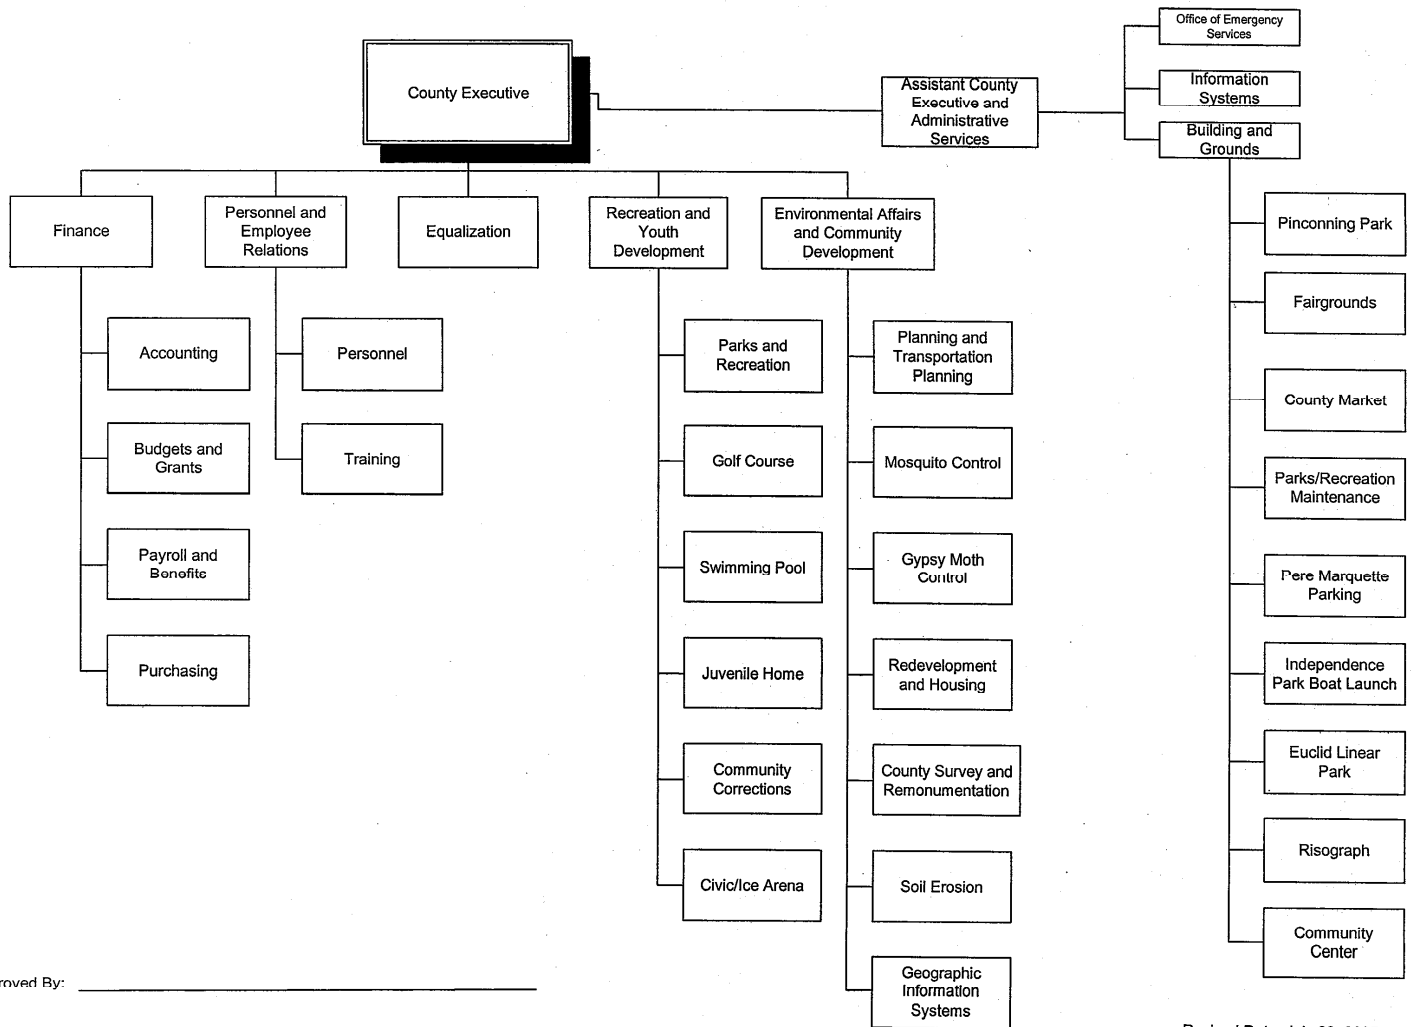 Office of Emergency
Services
County Executive
Assistant County
Executive and
Administrative
Services
Information
Systems
Building and
Grounds
Finance
Personnel and
Employee
Relations
Equalization
Recreation and
Youth
Development
Environmental Affairs
and Community
Development
Pinconning Park
Fairgrounds
County Market
Parks/Recreation
Maintenance
Pere Marquette
Parking
Independence
Park Boat Launch
Euclid Linear
Park
Risograph
Community
Center
Accounting
Budgets and
Grants
Payroll and
Benefits
Purchasing
Personnel
Training
Parks and
Recreation
Golf Course
Swimming Pool
Juvenile Home
Community
Corrections
Civic/Ice Arena
Planning and
Transportation
Planning
Mosquito Control
Gypsy Moth
Control
Redevelopment
and Housing
County Survey and
Remonumentation
Soil Erosion
Geographic
Information
Systems
roved By: